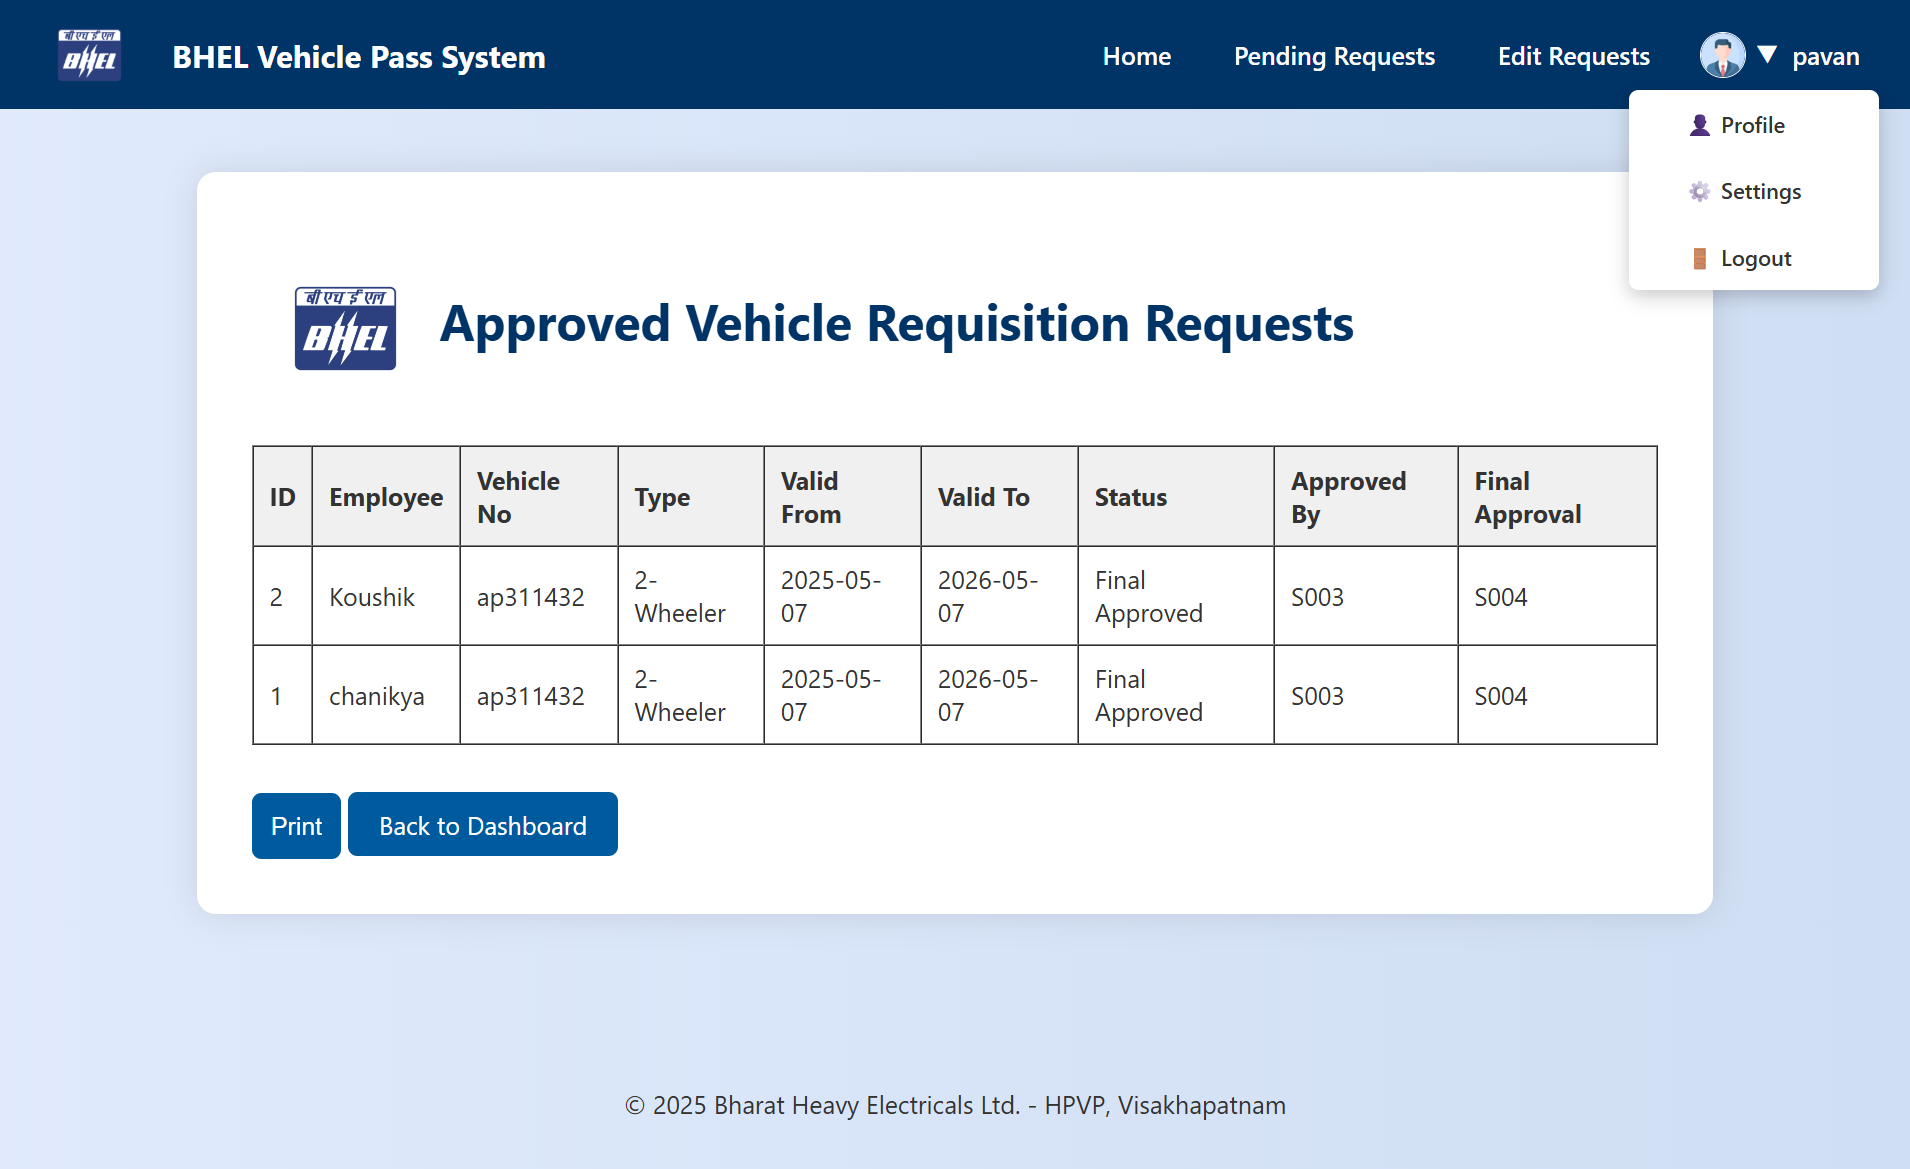 बी एच ई एल
BHEL
BHEL Vehicle Pass System
Home
Pending Requests
Edit Requests
▼
pavan
Profile
Settings
Logout
बी एच ई एल
BHEL
Approved Vehicle Requisition Requests
ID
Employee
Vehicle
No
Type
Valid
From
Valid To
Status
Approved
By
Final
Approval
2
Koushik
ap311432
2-
Wheeler
2025-05-
07
2026-05-
07
Final
Approved
S003
S004
1
chanikya
ap311432
2-
Wheeler
2025-05-
07
2026-05-
07
Final
Approved
S003
S004
Print
Back to Dashboard
© 2025 Bharat Heavy Electricals Ltd. - HPVP, Visakhapatnam